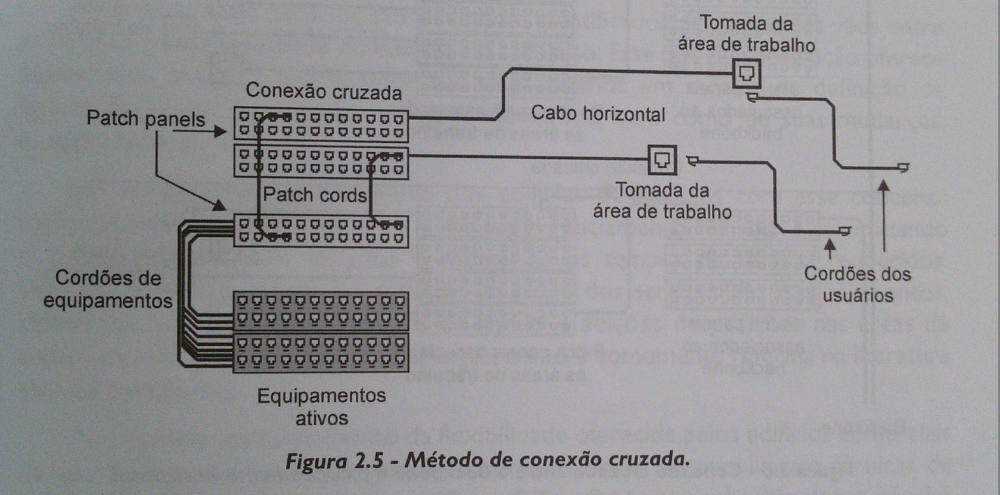 Tomada da
área de trabalho
Conexão cruzada
Patch panels
Cabo horizontal
Patch cords
Tomada da
área de trabalho
Cordões de
equipamentos
Cordões dos
usuários
Equipamentos
ativos
Figura 2.5 - Método de conexão cruzada.